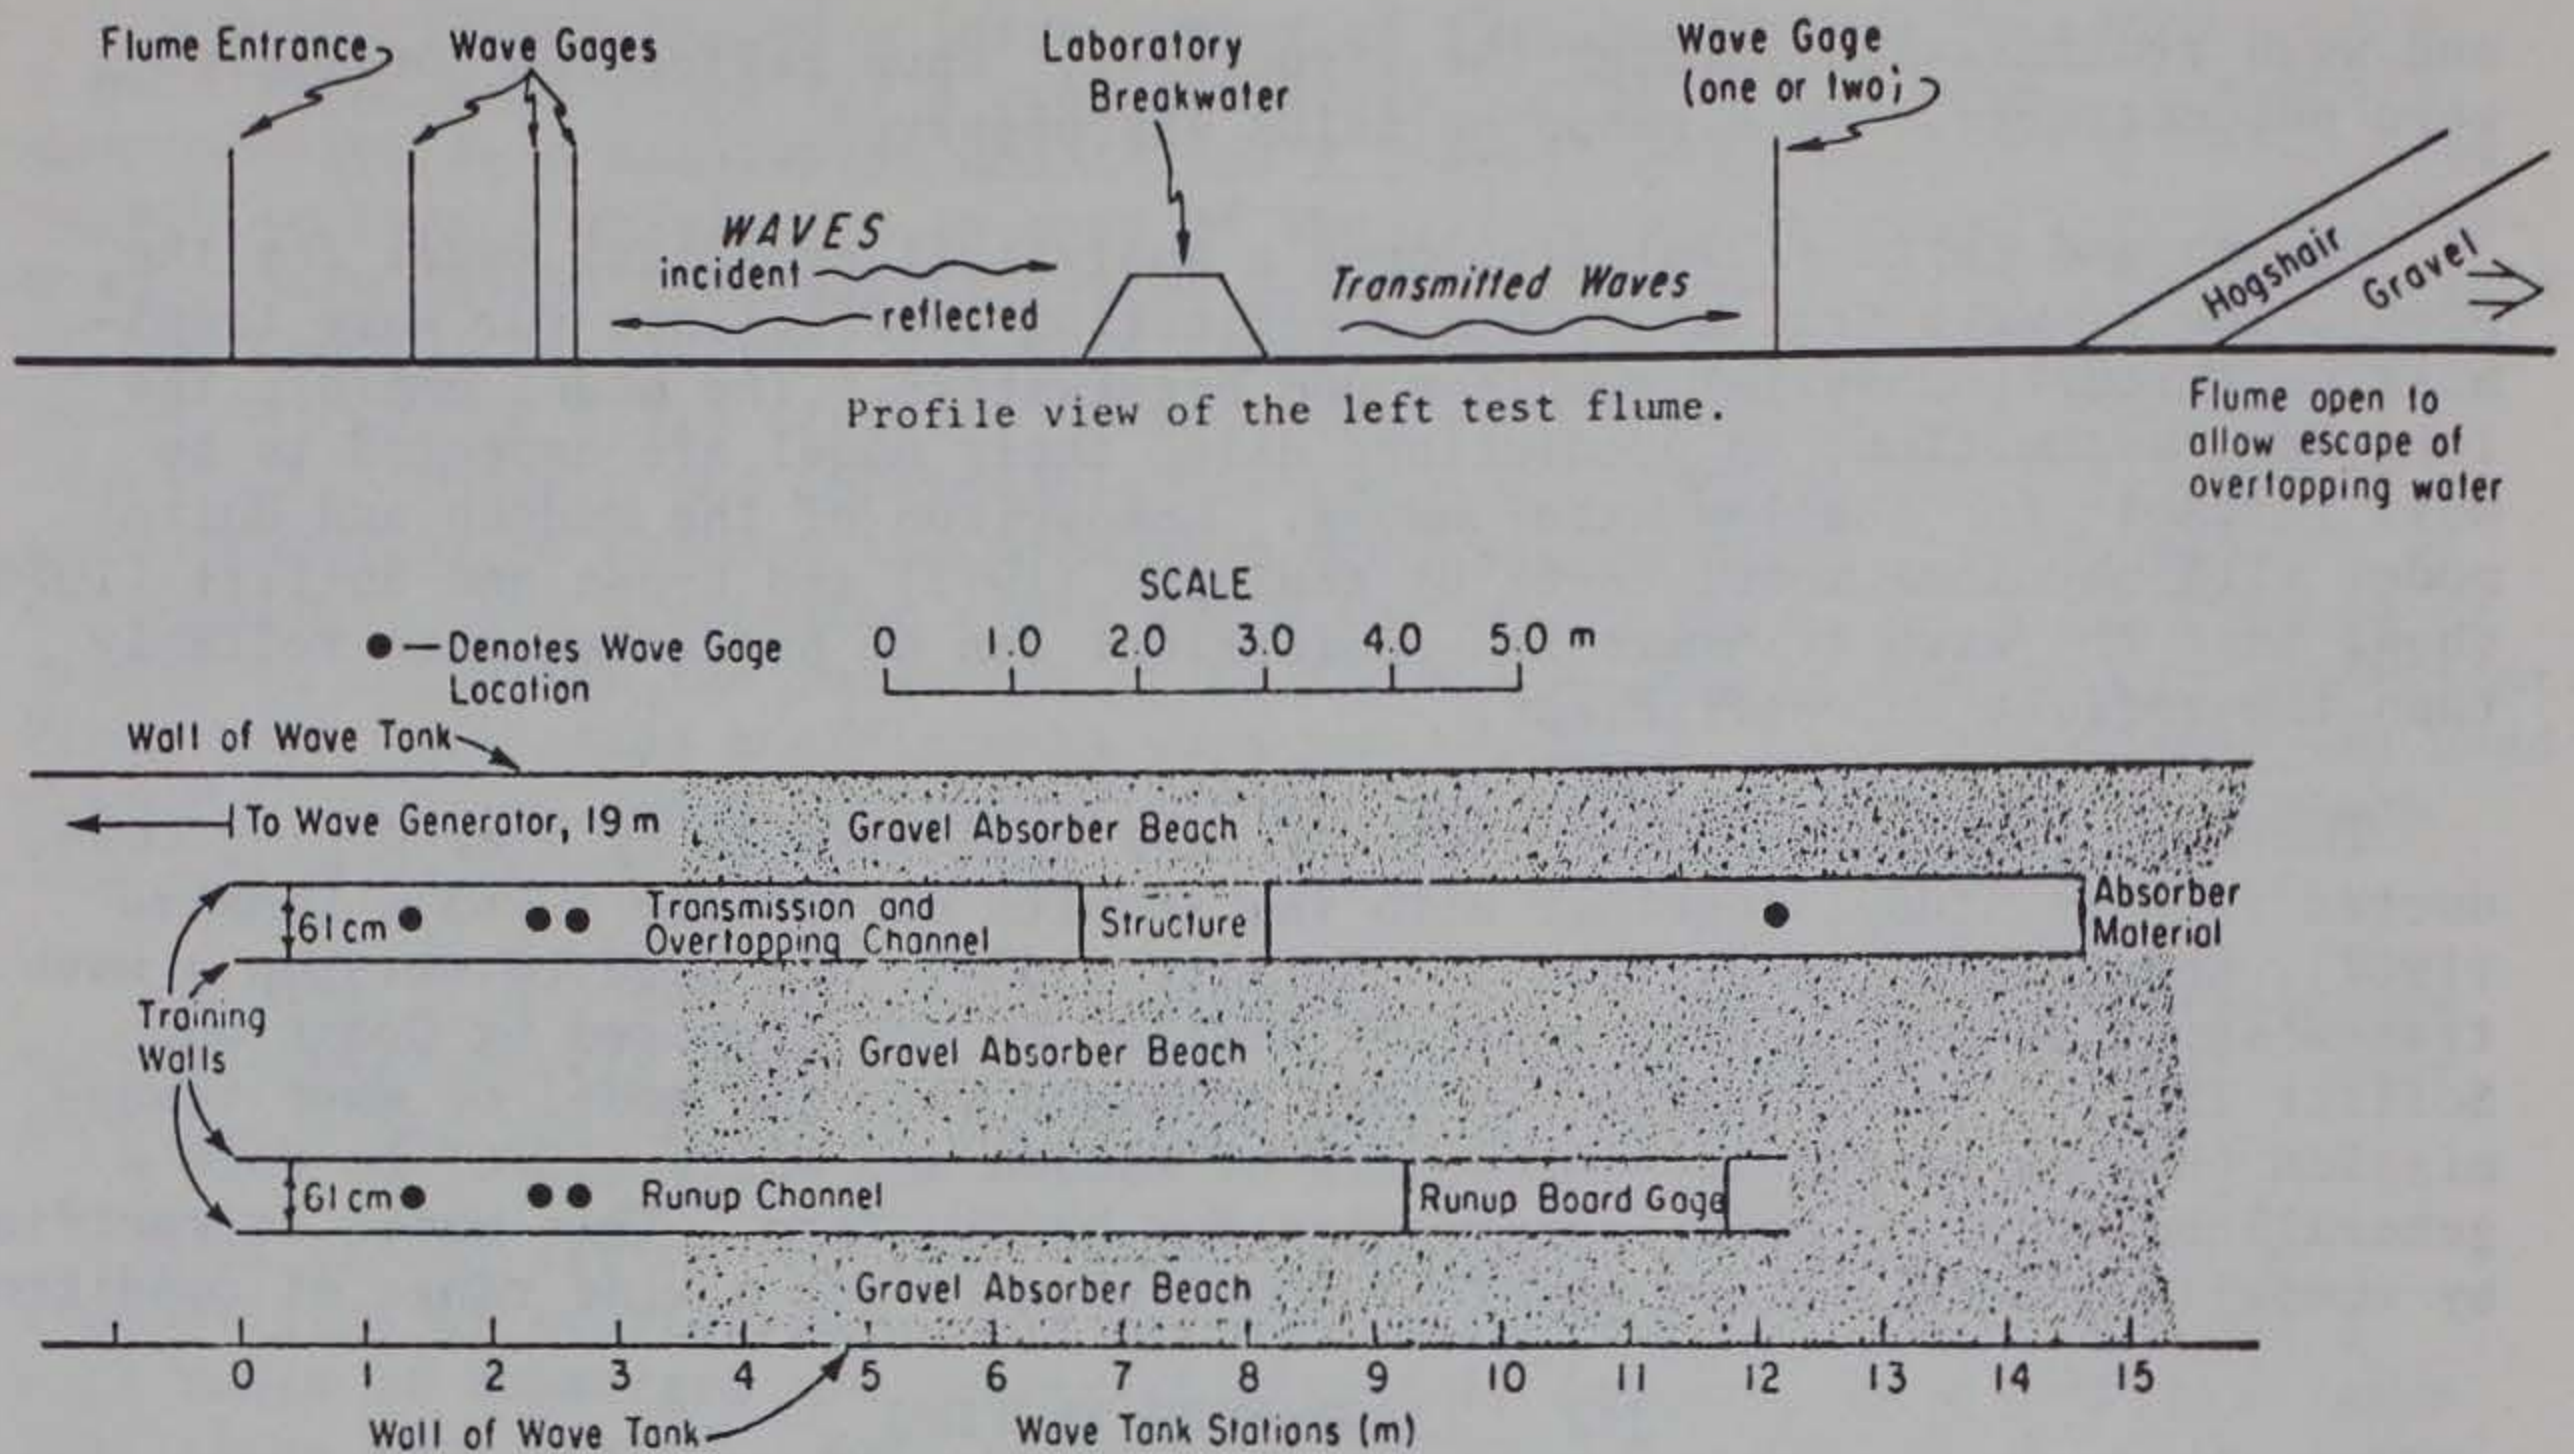 Flume Entrance
Wave Gages
Laboratory
Breakwater
Wave Gage
(one or two)
WAVES
incident
reflected
Transmitted Waves
Hogshair
Gravel
Profile view of the left test flume.
Flume open to
allow escape of
overtopping water
SCALE
0 1.0 2.0 3.0 4.0 5.0 m
● — Denotes Wave Gage
Location
Wall of Wave Tank
To Wave Generator, 19 m
Gravel Absorber Beach
61 cm
Transmission and
Overtopping Channel
Structure
Absorber
Material
Training
Walls
Gravel Absorber Beach
61 cm
Runup Channel
Runup Board Gage
Gravel Absorber Beach
0 1 2 3 4 5 6 7 8 9 10 11 12 13 14 15
Wall of Wave Tank
Wave Tank Stations (m)